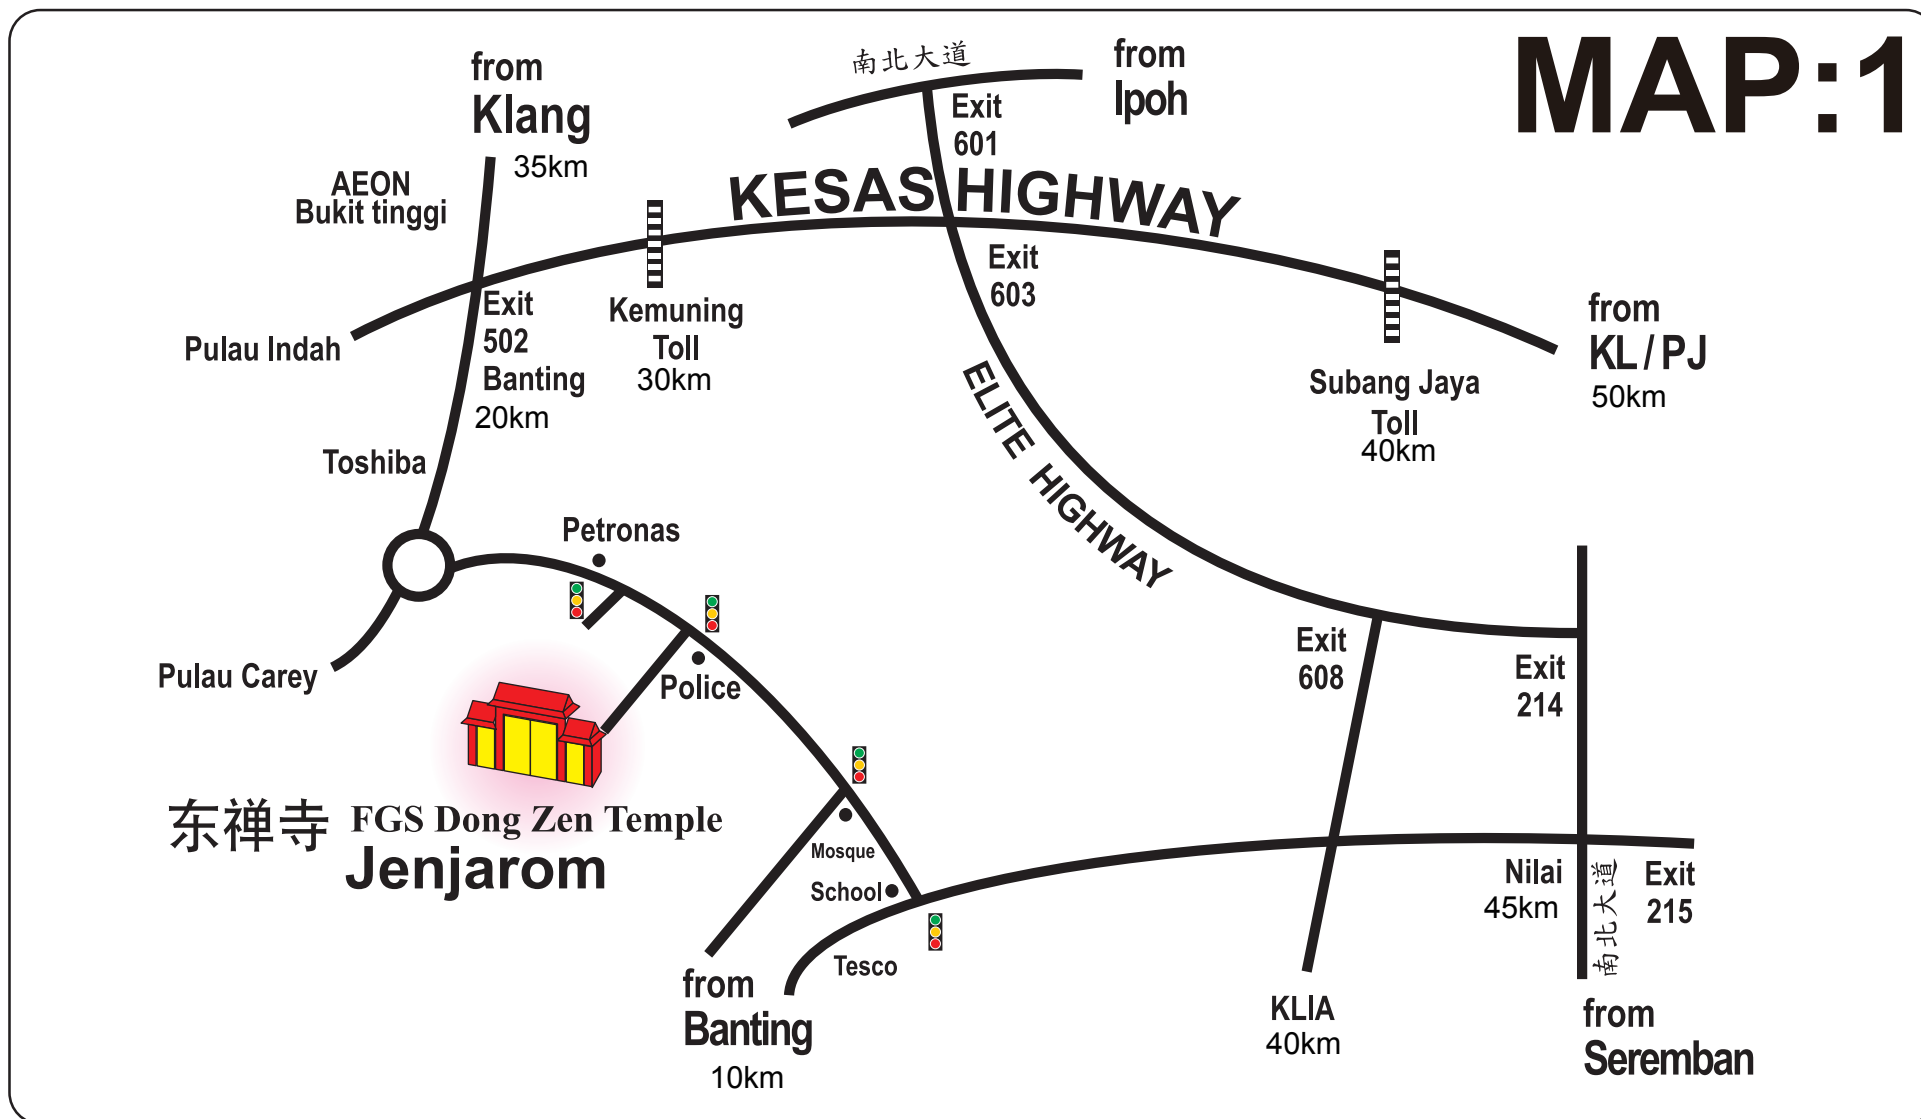 MAP:1
南北大道
from
Ipoh
from
Klang
35km
Exit
601
AEON
Bukit tinggi
KESAS HIGHWAY
Exit
603
Exit
502
Banting
20km
Kemuning
Toll
30km
Pulau Indah
from
KL / PJ
50km
Subang Jaya
Toll
40km
ELITE HIGHWAY
Toshiba
Petronas
Pulau Carey
Police
Exit
608
Exit
214
东禅寺 FGS Dong Zen Temple
Jenjarom
Mosque
School
Tesco
Nilai
45km
南北大道
Exit
215
from
Banting
10km
KLIA
40km
from
Seremban